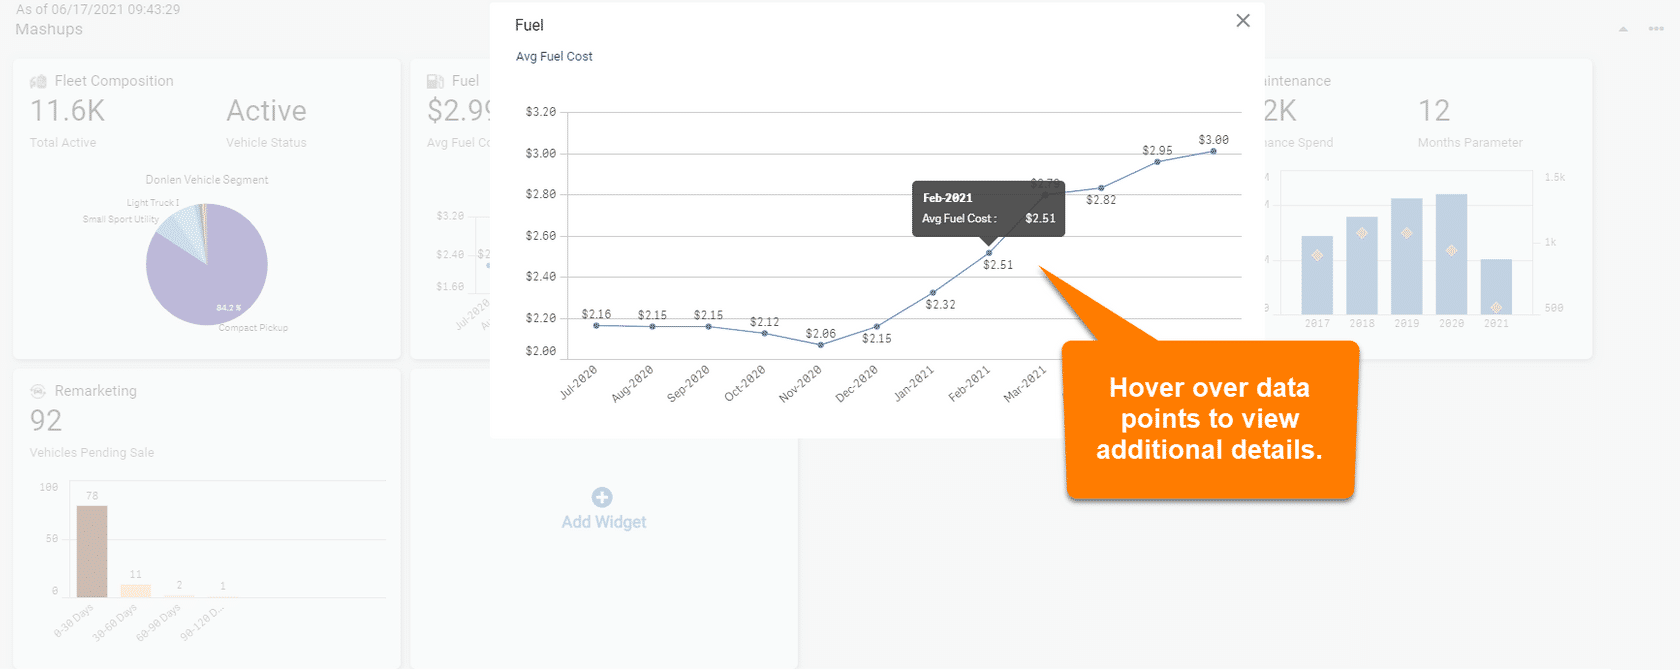 As of 06/17/2021 09:43:29
Mashups
Fleet Composition
11.6K
Active
Total Active
Vehicle Status
Donlen Vehicle Segment
Light Truck I
Small Sport Utility
84.2 %
Compact Pickup
Fuel
$2.99
Avg Fuel Co
$3.20
$2.40
$1.60
$2
Jul-2020
Fuel
Avg Fuel Cost
$3.20
$3.00
$2.80
$2.60
$2.40
$2.20
$2.00
$2.16
$2.15
$2.15
$2.12
$2.06
$2.15
$2.32
$2.51
$2.79
$2.82
$2.95
$3.00
Feb-2021
Avg Fuel Cost : $2.51
Jul-2020
Aug-2020
Sep-2020
Oct-2020
Nov-2020
Dec-2020
Jan-2021
Feb-2021
Mar-2021
Hover over data
points to view
additional details.
aintenance
2K
12
nance Spend
Months Parameter
1.5k
1k
500
2017
2018
2019
2020
2021
Remarketing
92
Vehicles Pending Sale
100
50
0
78
11
2
1
0-30 Days
30-60 Days
60-90 Days
90-120 D...
Add Widget